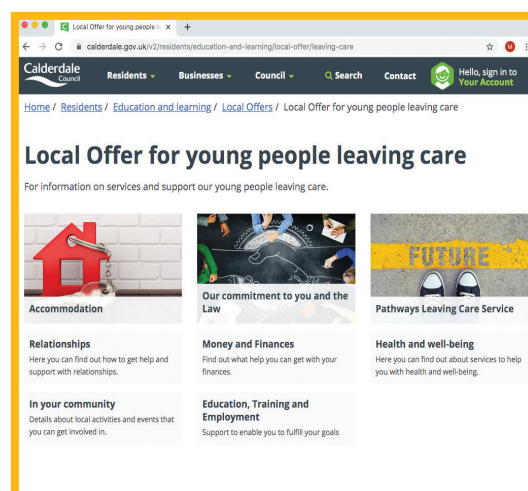 Local Offer for young people le
calderdale.gov.uk/v2/residents/education-and-learning/local-offer/leaving-care
M
Calderdale
Council
Residents
Businesses
Council
Search
Contact
Hello, sign in to
Your Account
Home / Residents / Education and learning / Local Offers / Local Offer for young people leaving care
Local Offer for young people leaving care
For information on services and support our young people leaving care.
Accommodation
Our commitment to you and the
Law
FUTURE
Pathways Leaving Care Service
Relationships
Here you can find out how to get help and
support with relationships.
Money and Finances
Find out what help you can get with your
finances.
Health and well-being
Here you can find out about services to help
you with health and well-being.
In your community
Details about local activities and events that
you can get involved in.
Education, Training and
Employment
Support to enable you to fulfill your goals